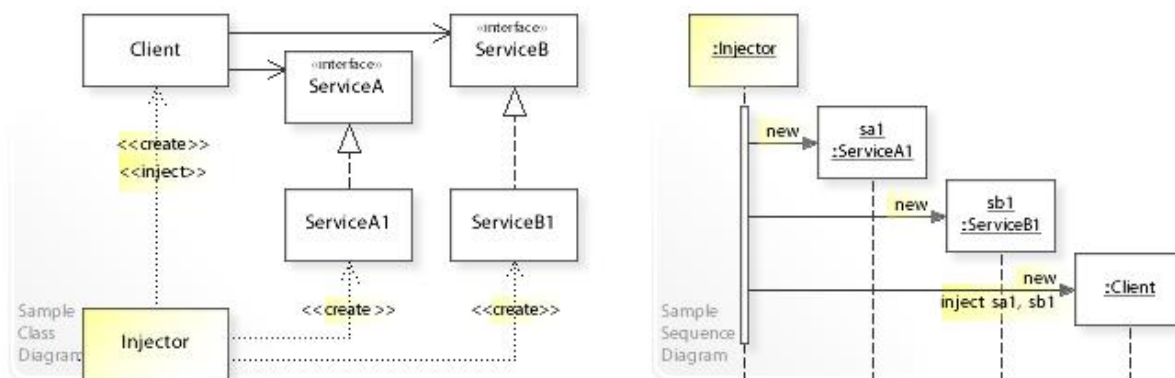 Client
«interface»
ServiceA
«interface»
ServiceB
<<create>>
<<inject>>
ServiceA1
ServiceB1
<<create >>
<<create>>
Injector
Sample
Class
Diagram
:Injector
new
sa1
:ServiceA1
new
sb1
:ServiceB1
new
inject sa1, sb1
:Client
Sample
Sequence
Diagram